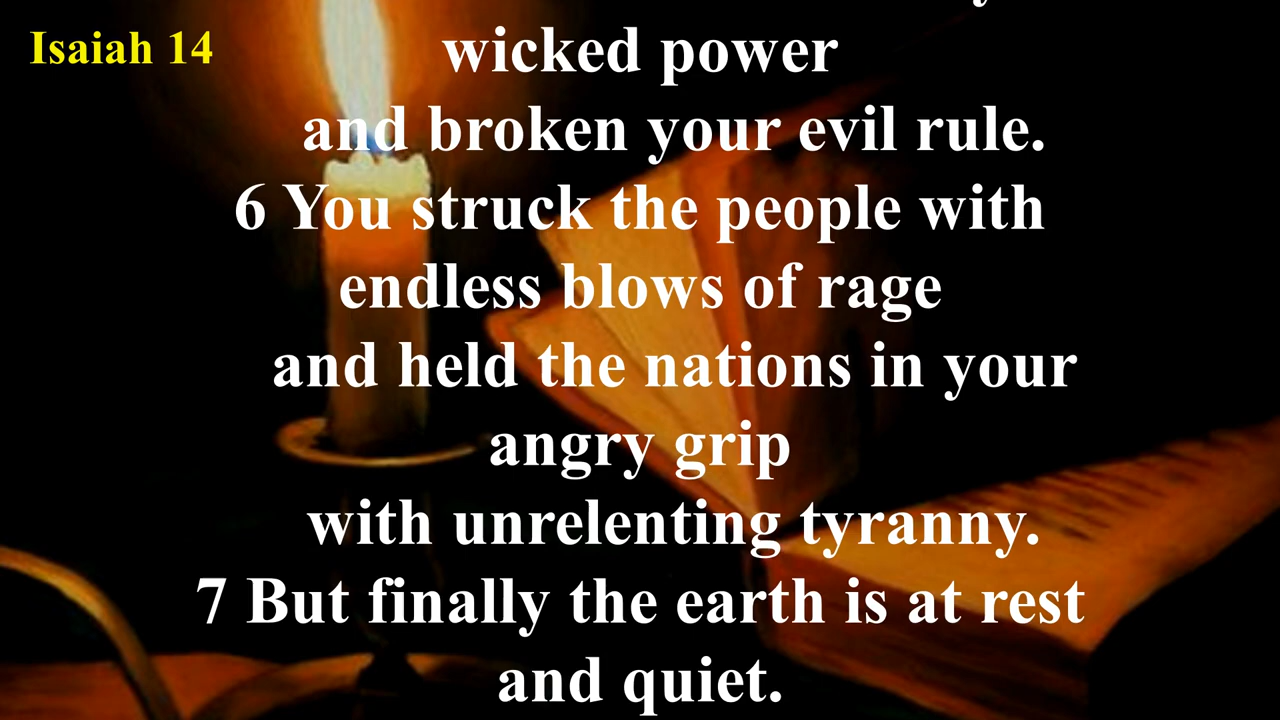 Isaiah 14
wicked power
and broken your evil rule.
6 You struck the people with
endless blows of rage
and held the nations in your
angry grip
with unrelenting tyranny.
7 But finally the earth is at rest
and quiet.